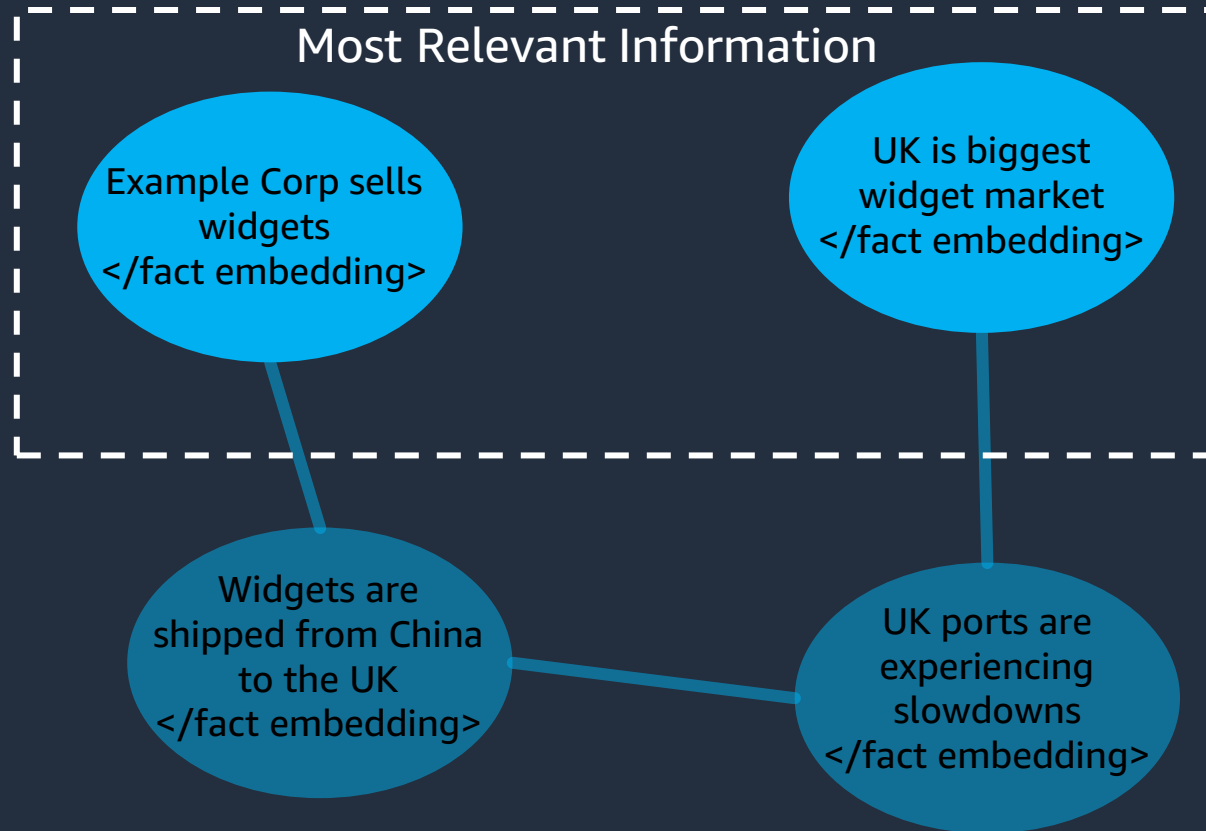 Most Relevant Information
Example Corp sells
widgets
</fact embedding>
UK is biggest
widget market
</fact embedding>
Widgets are
shipped from China
to the UK
</fact embedding>
UK ports are
experiencing
slowdowns
</fact embedding>